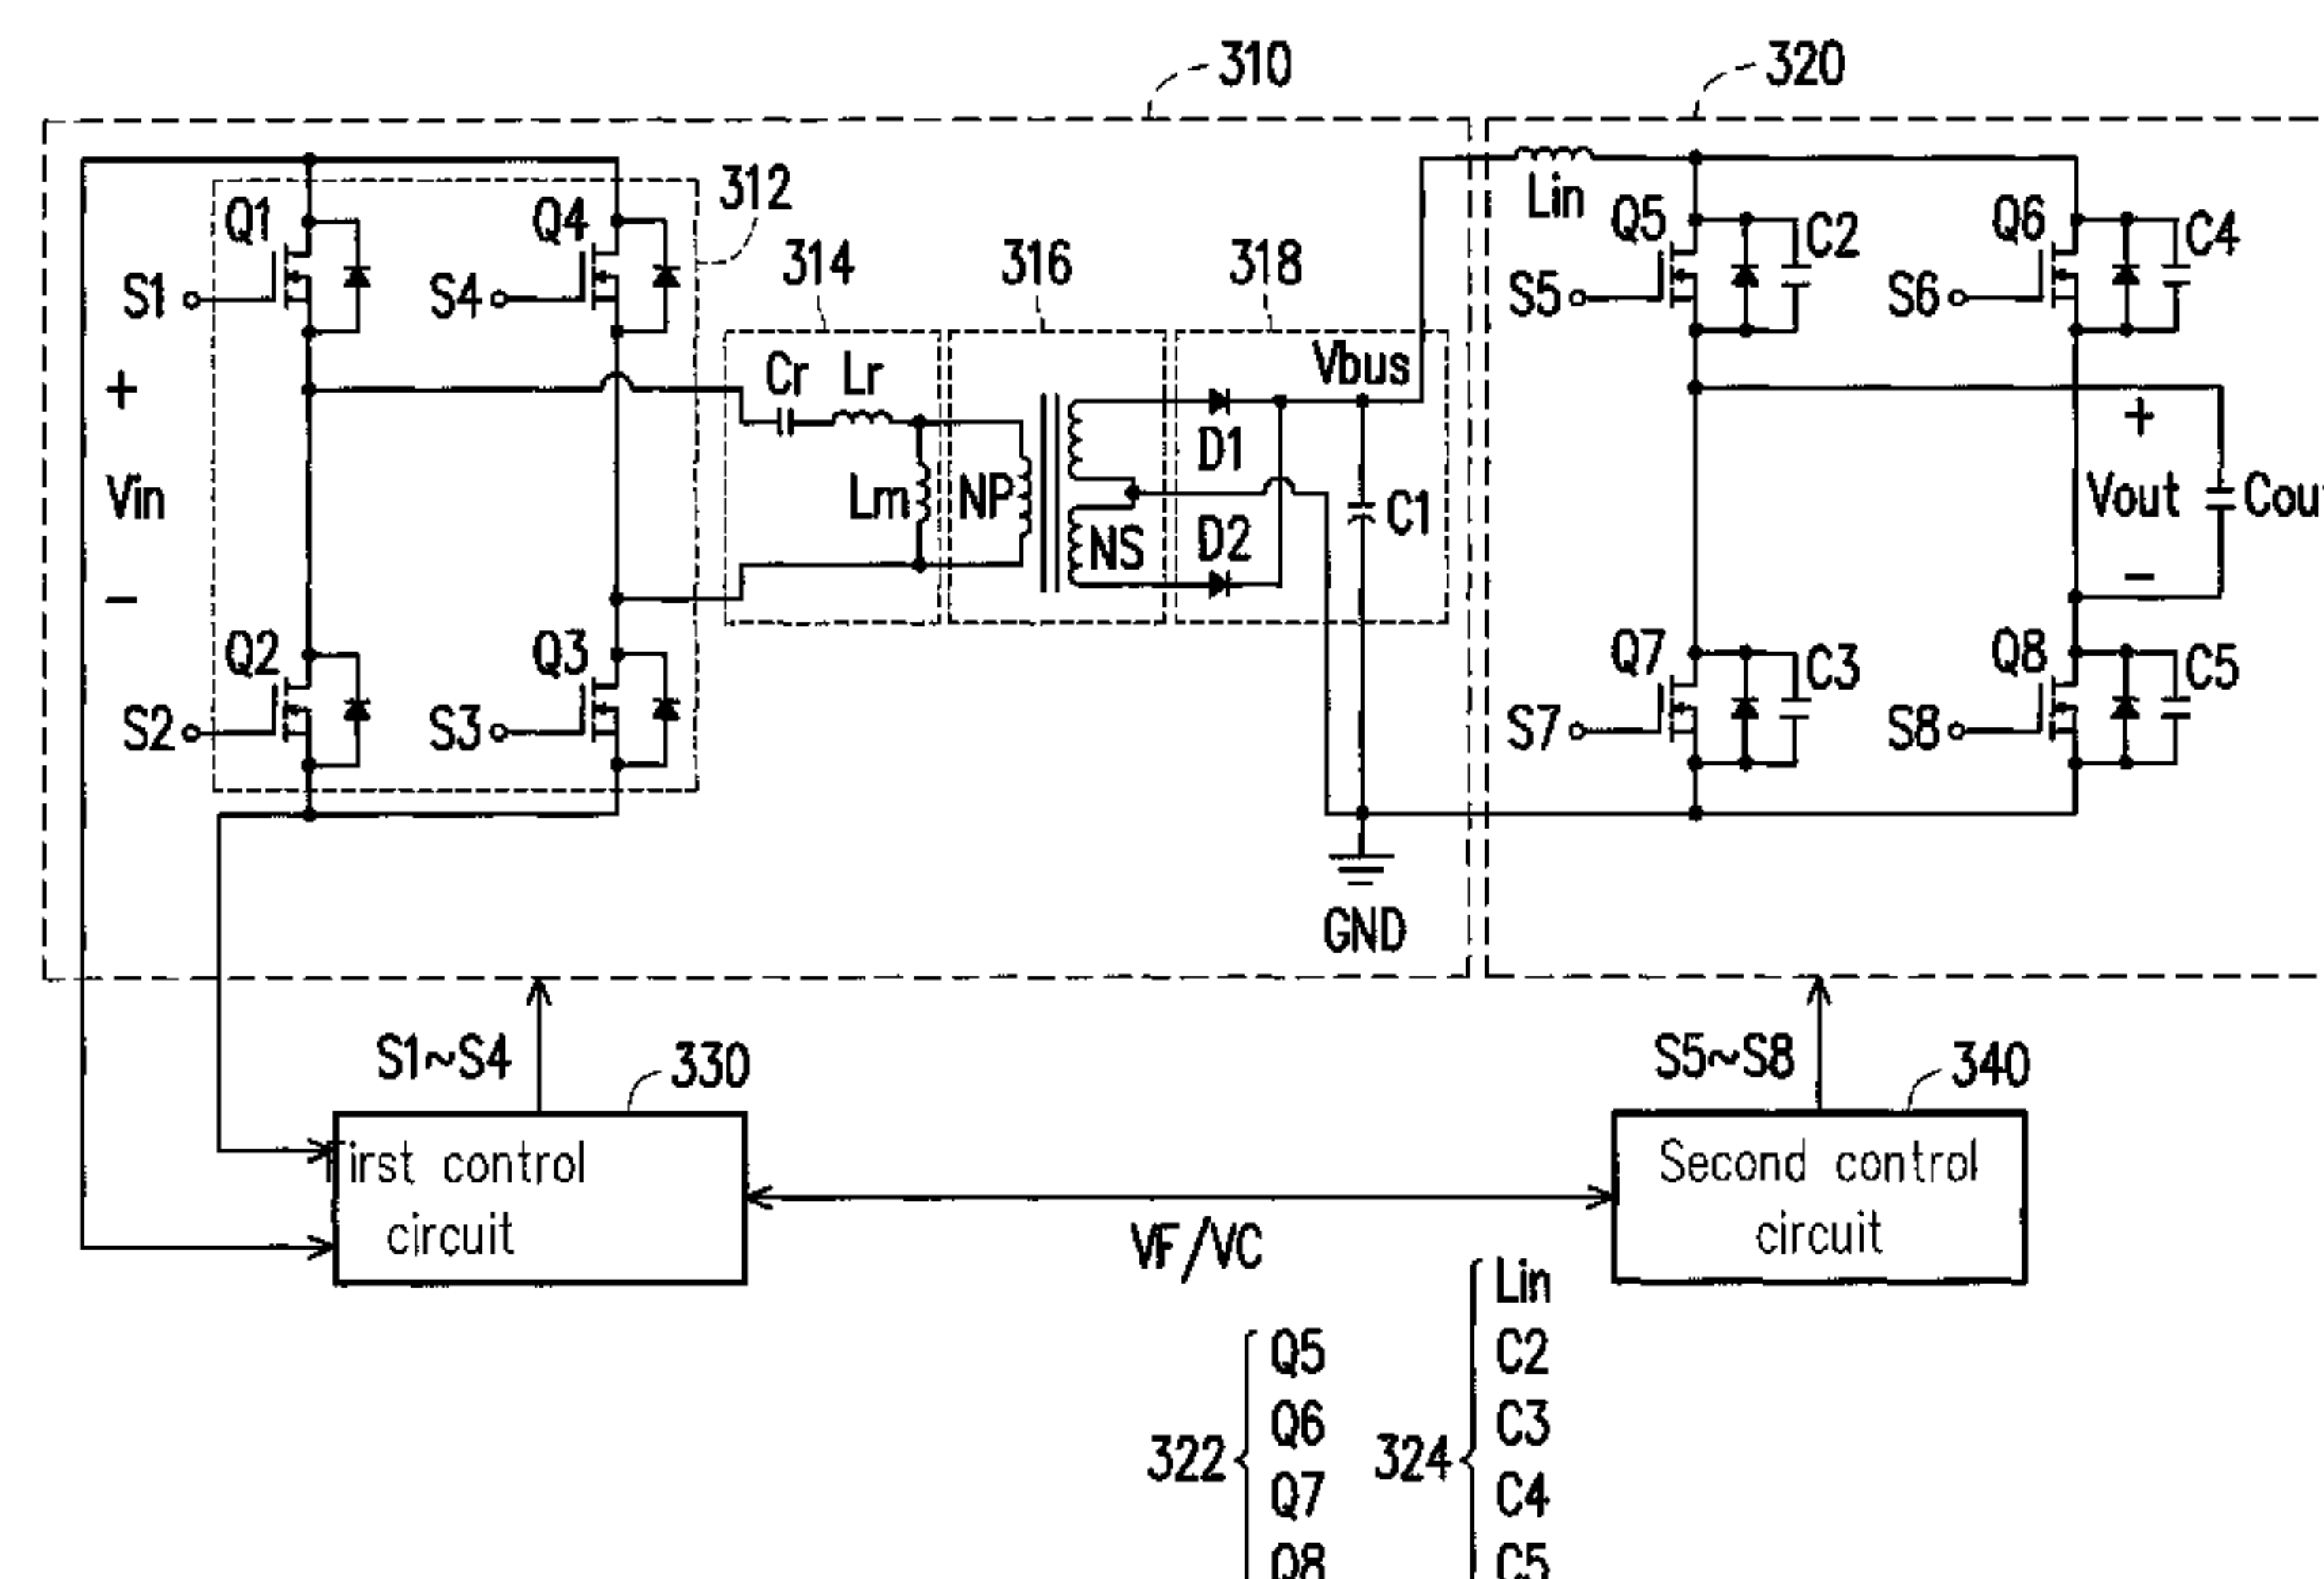 310
320
312
Q1
Q4
S1
S4
314
316
318
Lin
Q5
C2
Q6
C4
S5
S6
+
Vin
−
Cr
Lr
Lm
NP
NS
D1
D2
Vbus
C1
+
Vout
−
Cou
Q2
Q3
S2
S3
Q7
C3
Q8
C5
S7
S8
GND
S1~S4
330
S5~S8
340
First control
circuit
Second control
circuit
VF/VC
322
Q5
Q6
Q7
Q8
324
Lin
C2
C3
C4
C5